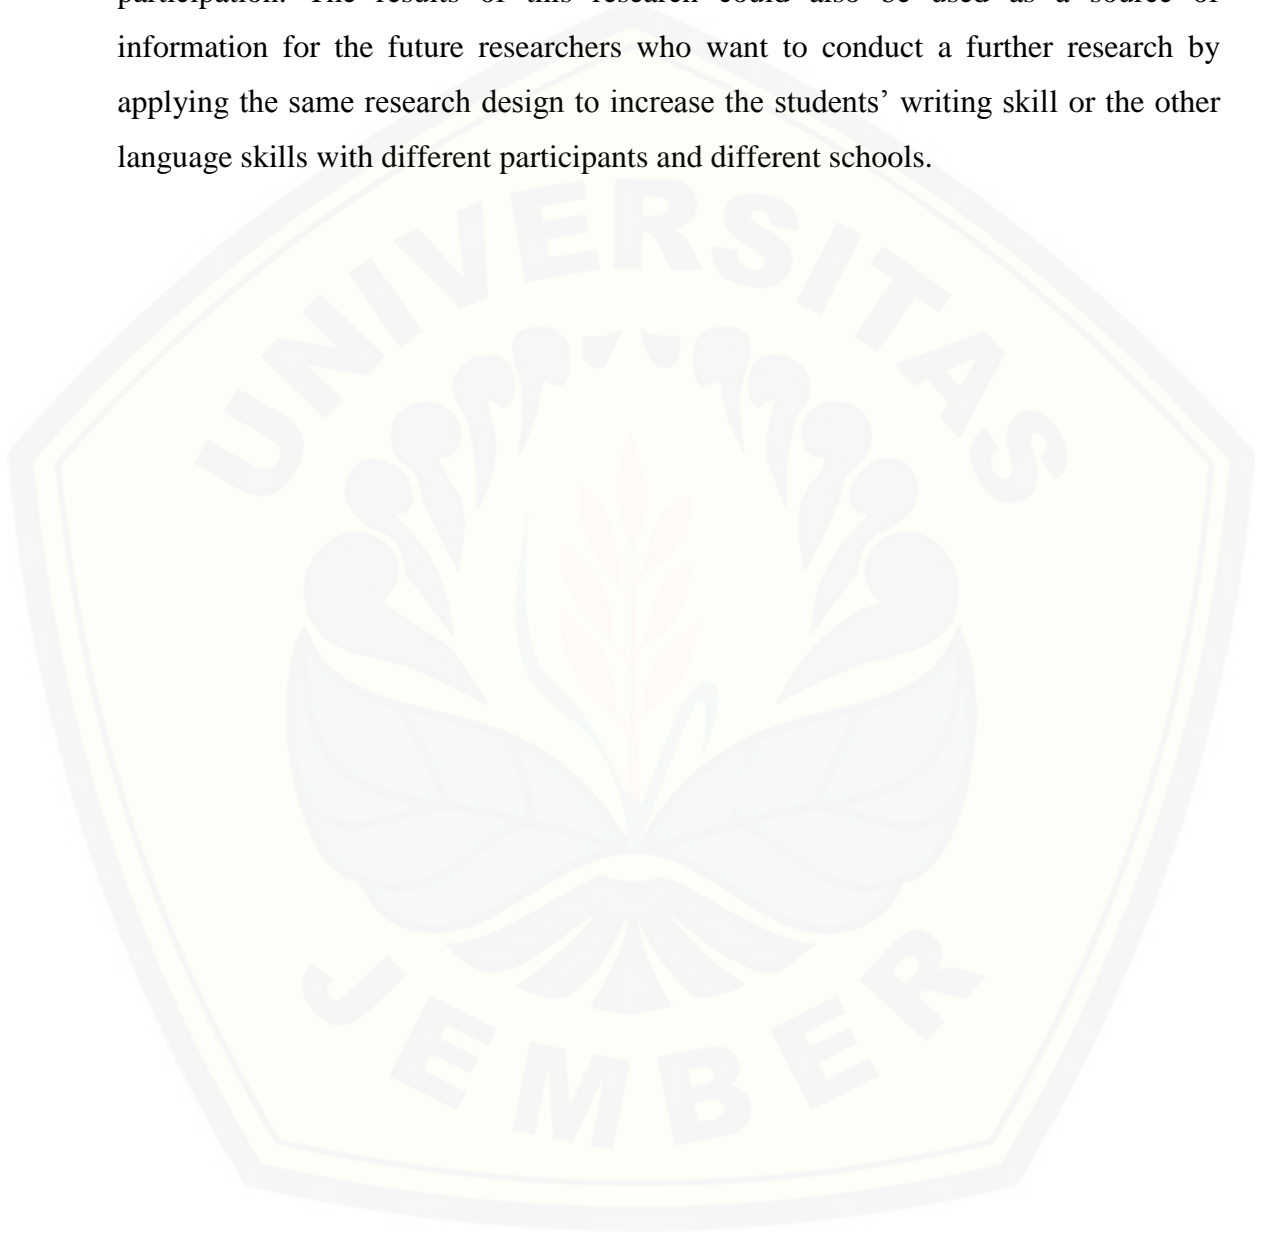 participation. The results of this research could also be used as a source of
information for the future researchers who want to conduct a further research by
applying the same research design to increase the students’ writing skill or the other
language skills with different participants and different schools.
UNIVERSITAS
JEMBER